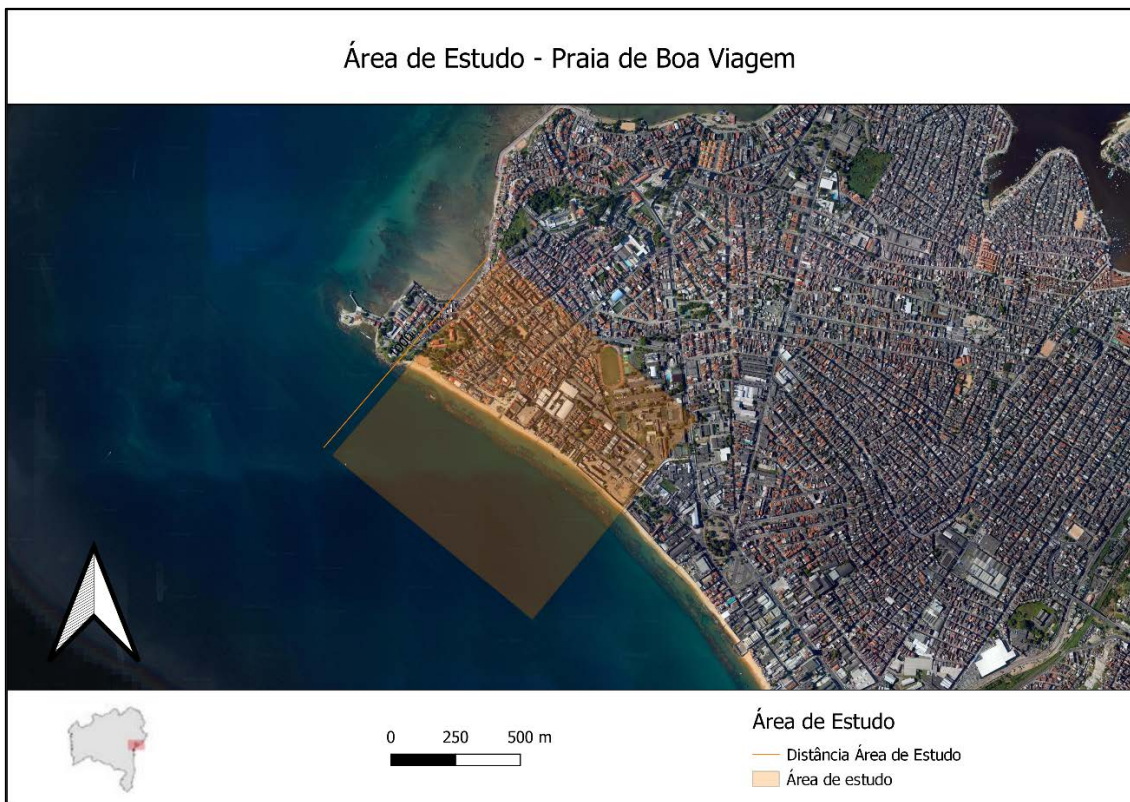 Área de Estudo - Praia de Boa Viagem
0 250 500 m
Área de Estudo
Distância Área de Estudo
Área de estudo